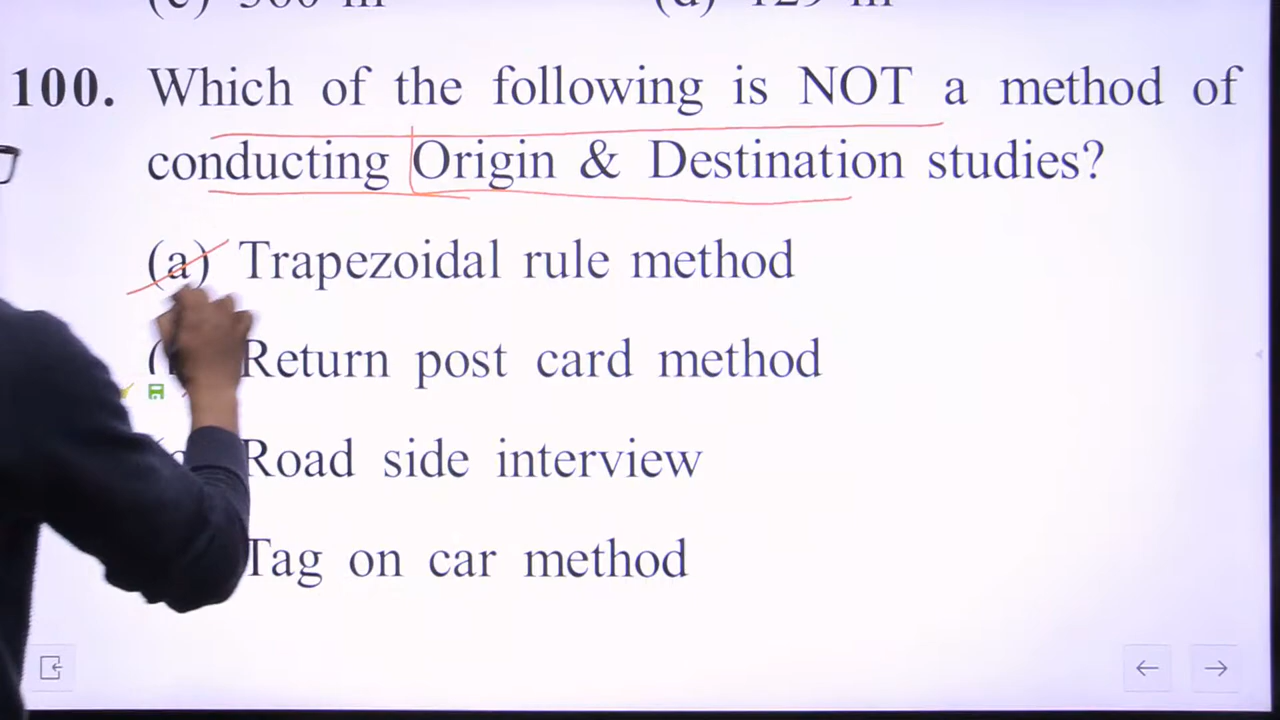 100. Which of the following is NOT a method of
conducting Origin & Destination studies?
(a) Trapezoidal rule method
Return post card method
Road side interview
Tag on car method